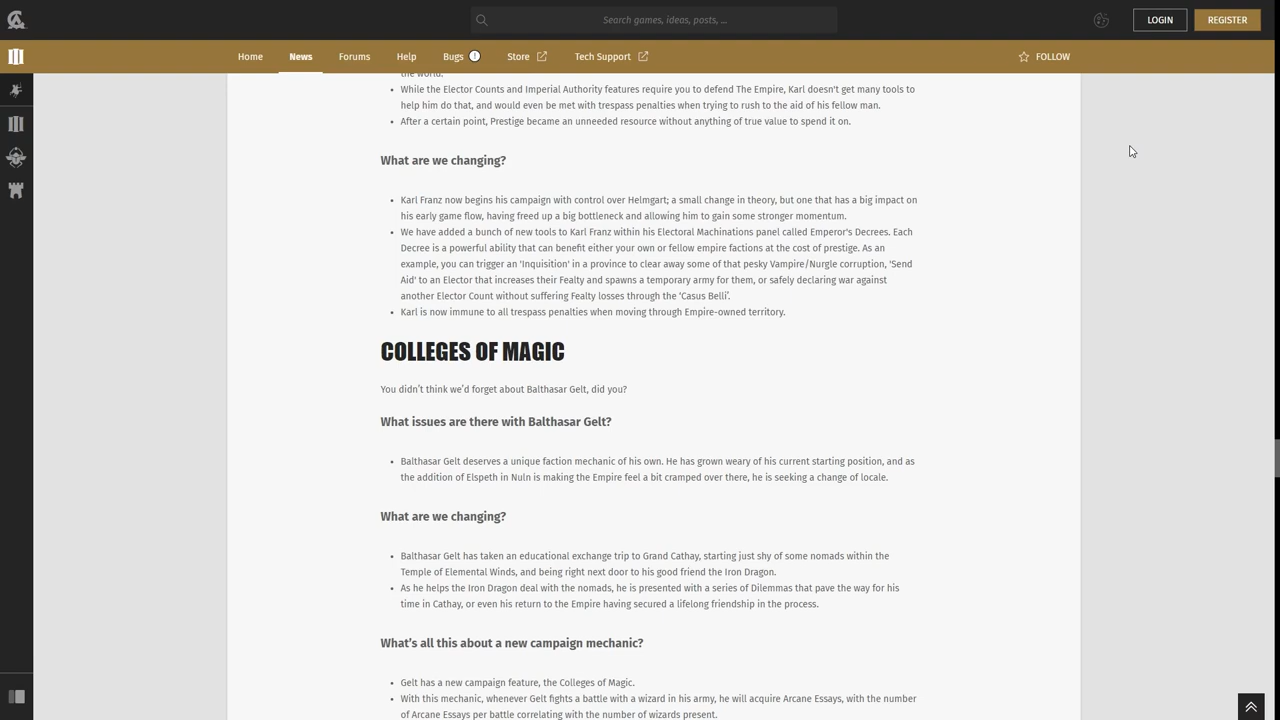 Search games, ideas, posts, ...
LOGIN
REGISTER
Home
News
Forums
Help
Bugs
!
Store
Tech Support
FOLLOW
the world.
While the Elector Counts and Imperial Authority features require you to defend The Empire, Karl doesn't get many tools to
help him do that, and would even be met with trespass penalties when trying to rush to the aid of his fellow man.
After a certain point, Prestige became an unneeded resource without anything of true value to spend it on.
What are we changing?
Karl Franz now begins his campaign with control over Helmgart; a small change in theory, but one that has a big impact on
his early game flow, having freed up a big bottleneck and allowing him to gain some stronger momentum.
We have added a bunch of new tools to Karl Franz within his Electoral Machinations panel called Emperor's Decrees. Each
Decree is a powerful ability that can benefit either your own or fellow empire factions at the cost of prestige. As an
example, you can trigger an 'Inquisition' in a province to clear away some of that pesky Vampire/Nurgle corruption, 'Send
Aid' to an Elector that increases their Fealty and spawns a temporary army for them, or safely declaring war against
another Elector Count without suffering Fealty losses through the ‘Casus Belli’.
Karl is now immune to all trespass penalties when moving through Empire-owned territory.
COLLEGES OF MAGIC
You didn’t think we’d forget about Balthasar Gelt, did you?
What issues are there with Balthasar Gelt?
Balthasar Gelt deserves a unique faction mechanic of his own. He has grown weary of his current starting position, and as
the addition of Elspeth in Nuln is making the Empire feel a bit cramped over there, he is seeking a change of locale.
What are we changing?
Balthasar Gelt has taken an educational exchange trip to Grand Cathay, starting just shy of some nomads within the
Temple of Elemental Winds, and being right next door to his good friend the Iron Dragon.
As he helps the Iron Dragon deal with the nomads, he is presented with a series of Dilemmas that pave the way for his
time in Cathay, or even his return to the Empire having secured a lifelong friendship in the process.
What’s all this about a new campaign mechanic?
Gelt has a new campaign feature, the Colleges of Magic.
With this mechanic, whenever Gelt fights a battle with a wizard in his army, he will acquire Arcane Essays, with the number
of Arcane Essays per battle correlating with the number of wizards present.